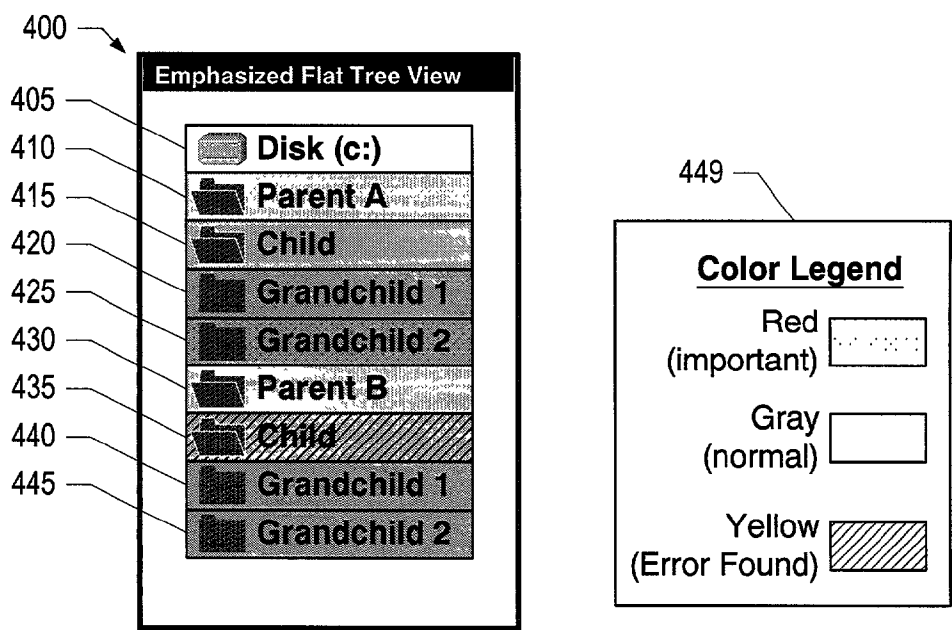 400
Emphasized Flat Tree View
405
Disk (c:)
410
Parent A
415
Child
420
Grandchild 1
425
Grandchild 2
430
Parent B
435
Child
440
Grandchild 1
445
Grandchild 2
449
Color Legend
Red
(important)
Gray
(normal)
Yellow
(Error Found)